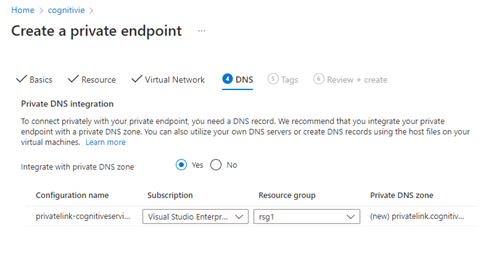 Home > cognitivie >
Create a private endpoint ...
Basics Resource Virtual Network 4 DNS 5 Tags 6 Review + create
Private DNS integration
To connect privately with your private endpoint, you need a DNS record. We recommend that you integrate your private
endpoint with a private DNS zone. You can also utilize your own DNS servers or create DNS records using the host files on your
virtual machines. Learn more
Integrate with private DNS zone Yes No
Configuration name Subscription Resource group Private DNS zone
privatelink-cognitiveservi... Visual Studio Enterpr... rsg1 (new) privatelink.cognitiv...